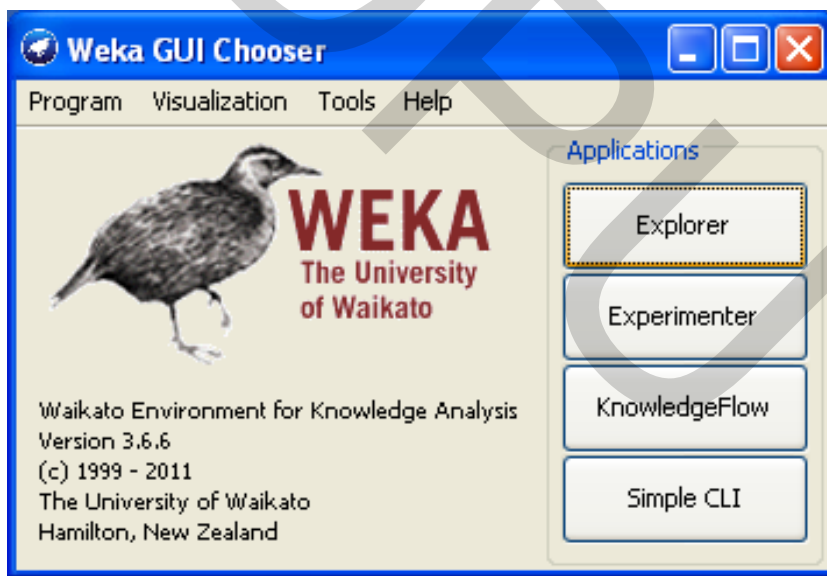 Weka GUI Chooser
Program Visualization Tools Help
WEKA
The University
of Waikato
Waikato Environment for Knowledge Analysis
Version 3.6.6
(c) 1999 - 2011
The University of Waikato
Hamilton, New Zealand
Applications
Explorer
Experimenter
KnowledgeFlow
Simple CLI